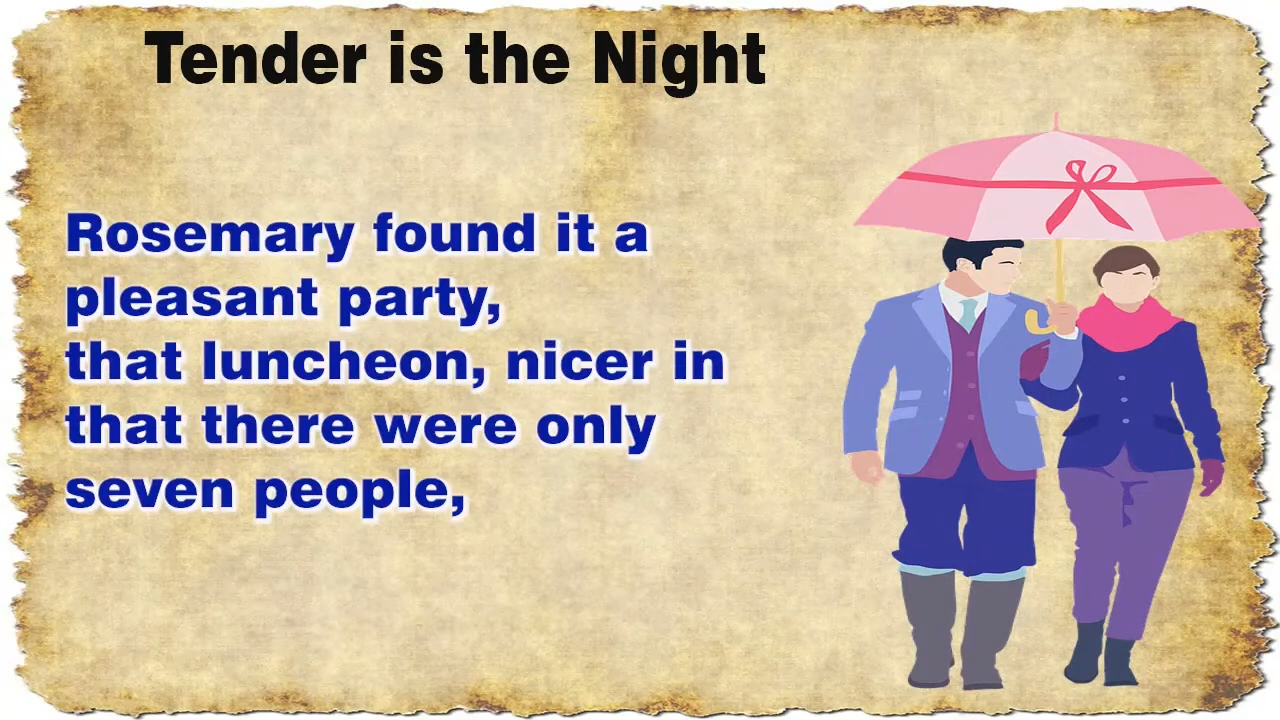 Tender is the Night
Rosemary found it a
pleasant party,
that luncheon, nicer in
that there were only
seven people,